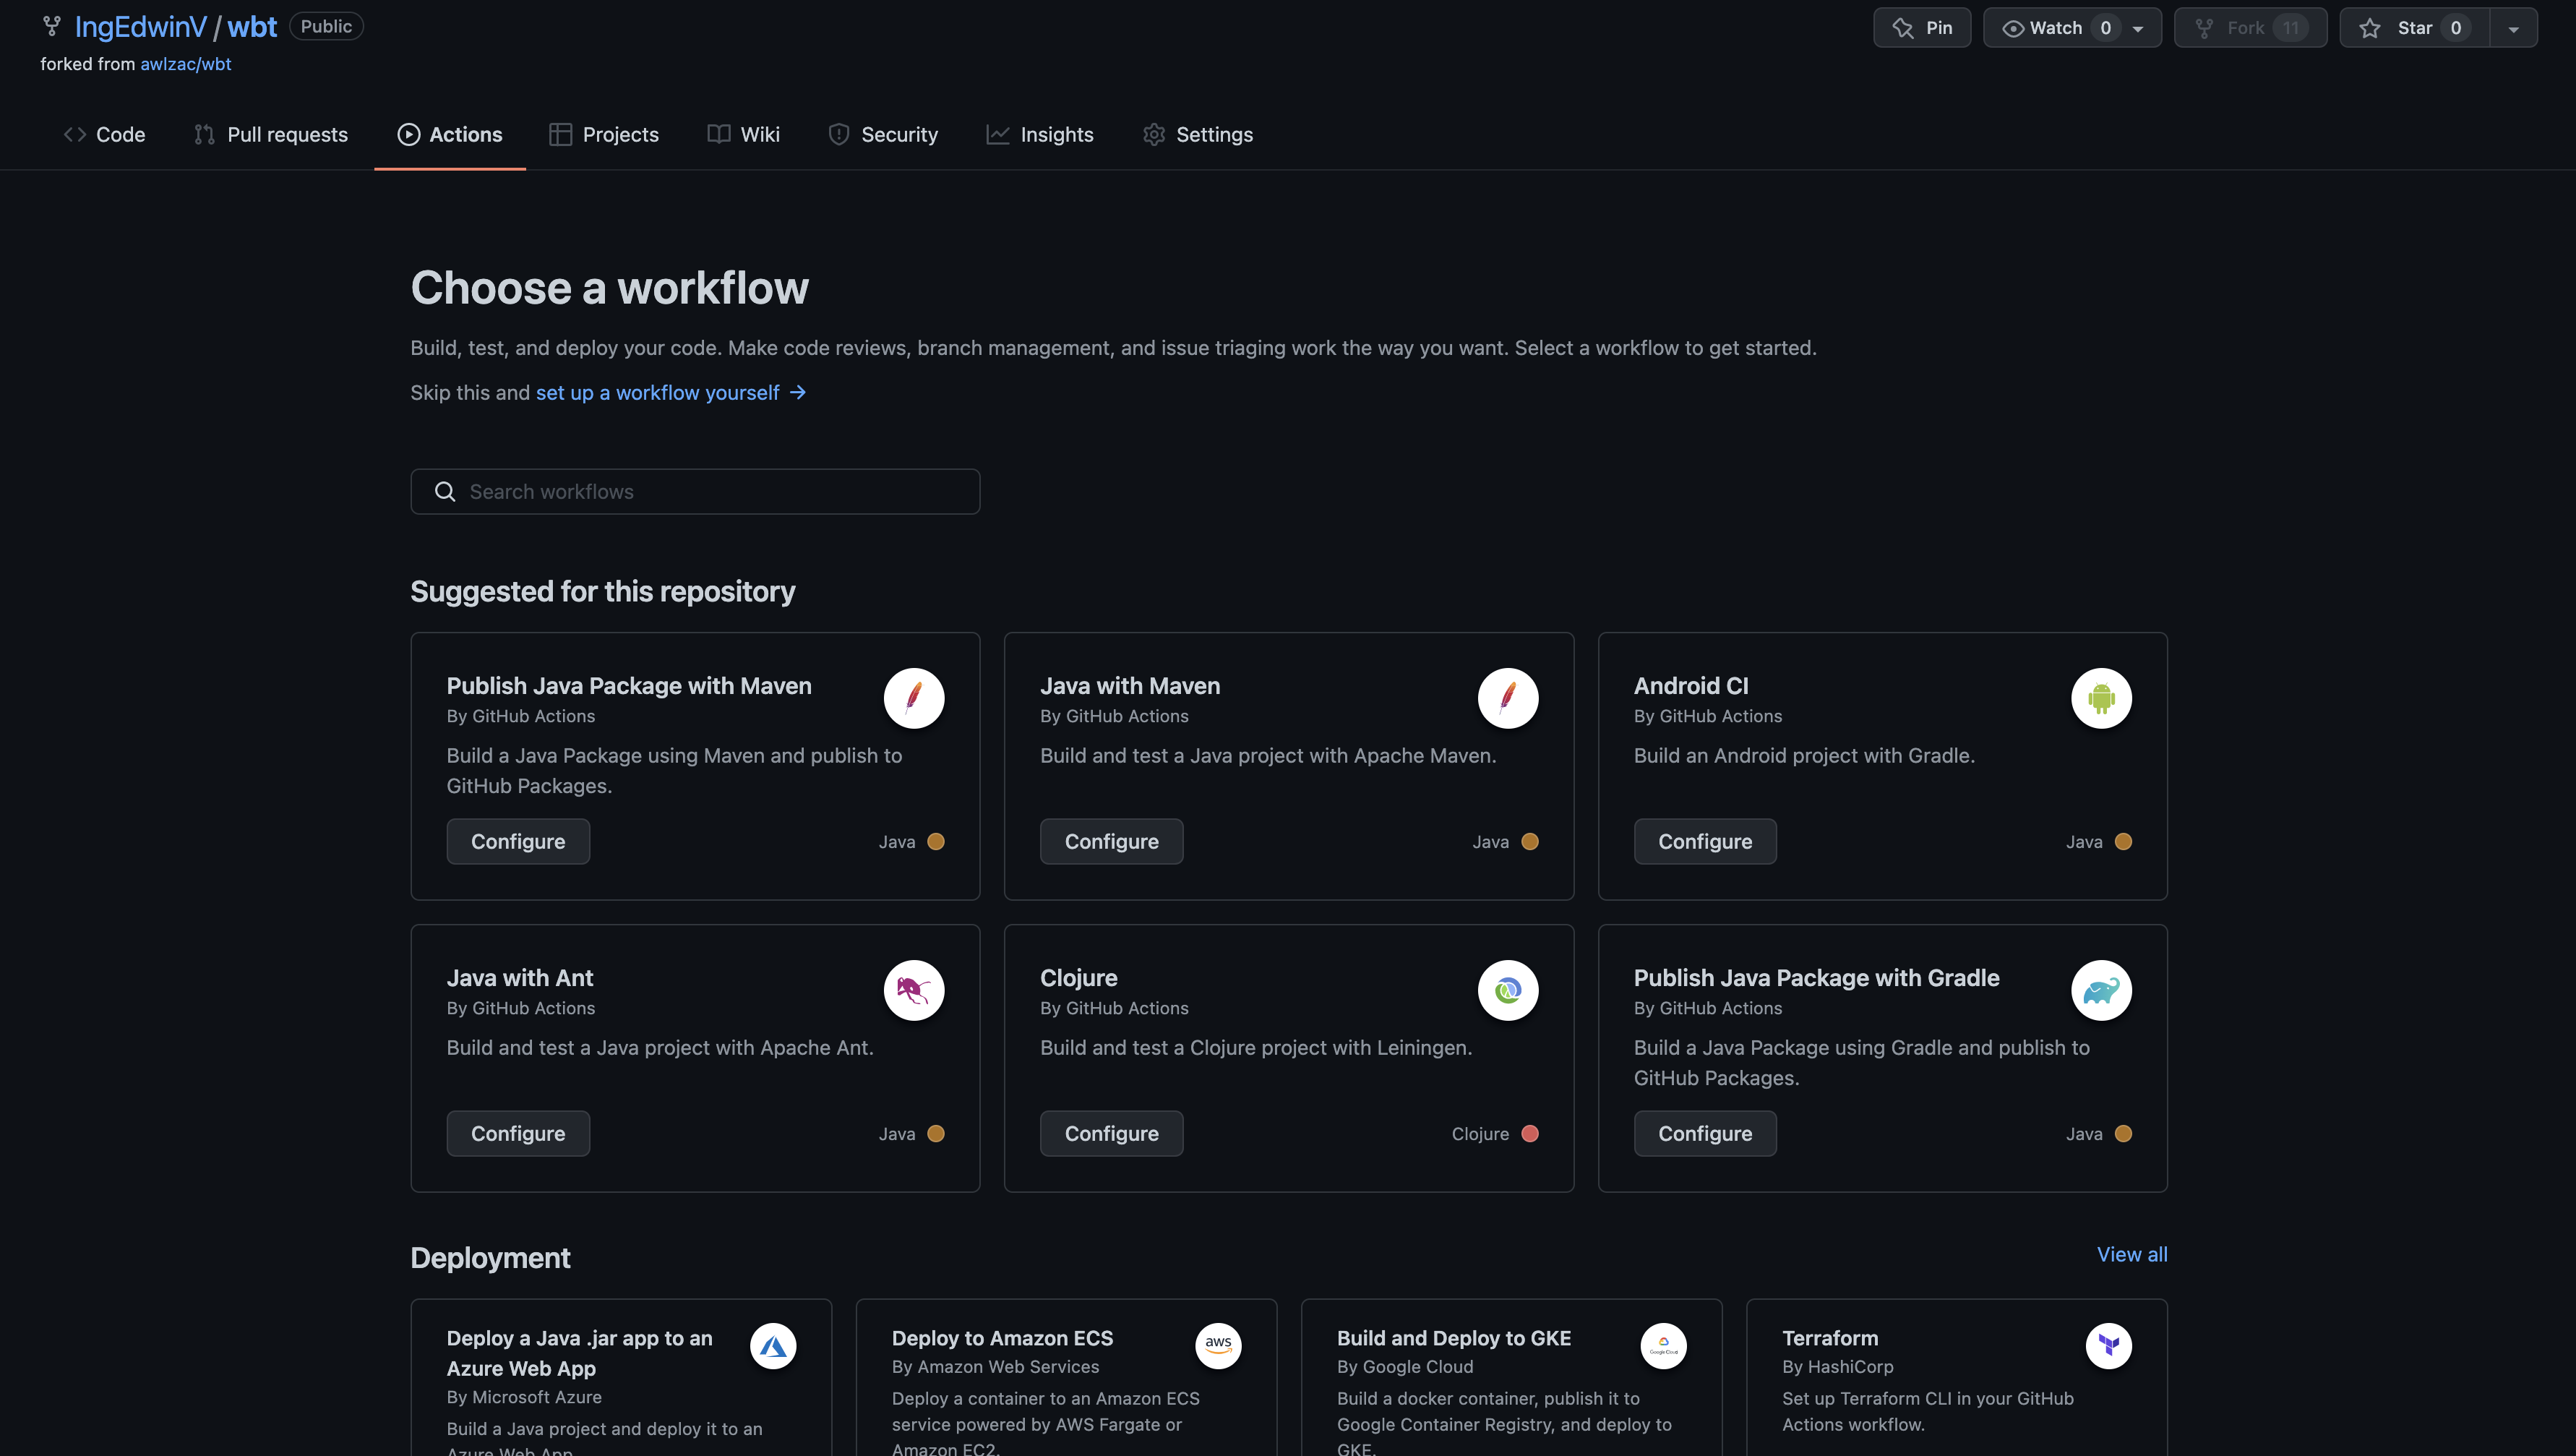 IngEdwinV / wbt Public
Pin
Watch 0
Fork 11
Star 0
forked from awlzac/wbt
Code
Pull requests
Actions
Projects
Wiki
Security
Insights
Settings
Choose a workflow
Build, test, and deploy your code. Make code reviews, branch management, and issue triaging work the way you want. Select a workflow to get started.
Skip this and set up a workflow yourself →
Search workflows
Suggested for this repository
Publish Java Package with Maven
By GitHub Actions
Build a Java Package using Maven and publish to
GitHub Packages.
Configure
Java
Java with Maven
By GitHub Actions
Build and test a Java project with Apache Maven.
Configure
Java
Android CI
By GitHub Actions
Build an Android project with Gradle.
Configure
Java
Java with Ant
By GitHub Actions
Build and test a Java project with Apache Ant.
Configure
Java
Clojure
By GitHub Actions
Build and test a Clojure project with Leiningen.
Configure
Clojure
Publish Java Package with Gradle
By GitHub Actions
Build a Java Package using Gradle and publish to
GitHub Packages.
Configure
Java
Deployment
View all
Deploy a Java .jar app to an
Azure Web App
By Microsoft Azure
Build a Java project and deploy it to an
Azure Web App
Deploy to Amazon ECS
aws
By Amazon Web Services
Deploy a container to an Amazon ECS
service powered by AWS Fargate or
Amazon EC2.
Build and Deploy to GKE
Google Cloud
By Google Cloud
Build a docker container, publish it to
Google Container Registry, and deploy to
GKE.
Terraform
By HashiCorp
Set up Terraform CLI in your GitHub
Actions workflow.